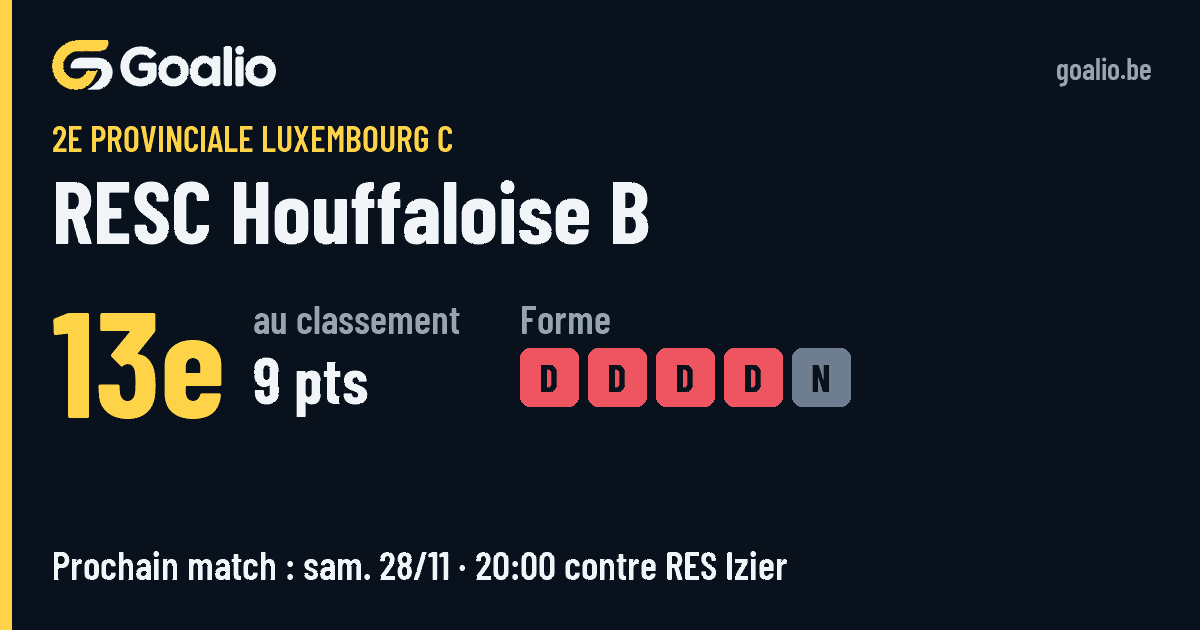 Goalio
goalio.be
2E PROVINCIALE LUXEMBOURG C
RESC Houffaloise B
13e
au classement
9 pts
Forme
D D D D N
Prochain match : sam. 28/11 · 20:00 contre RES Izier